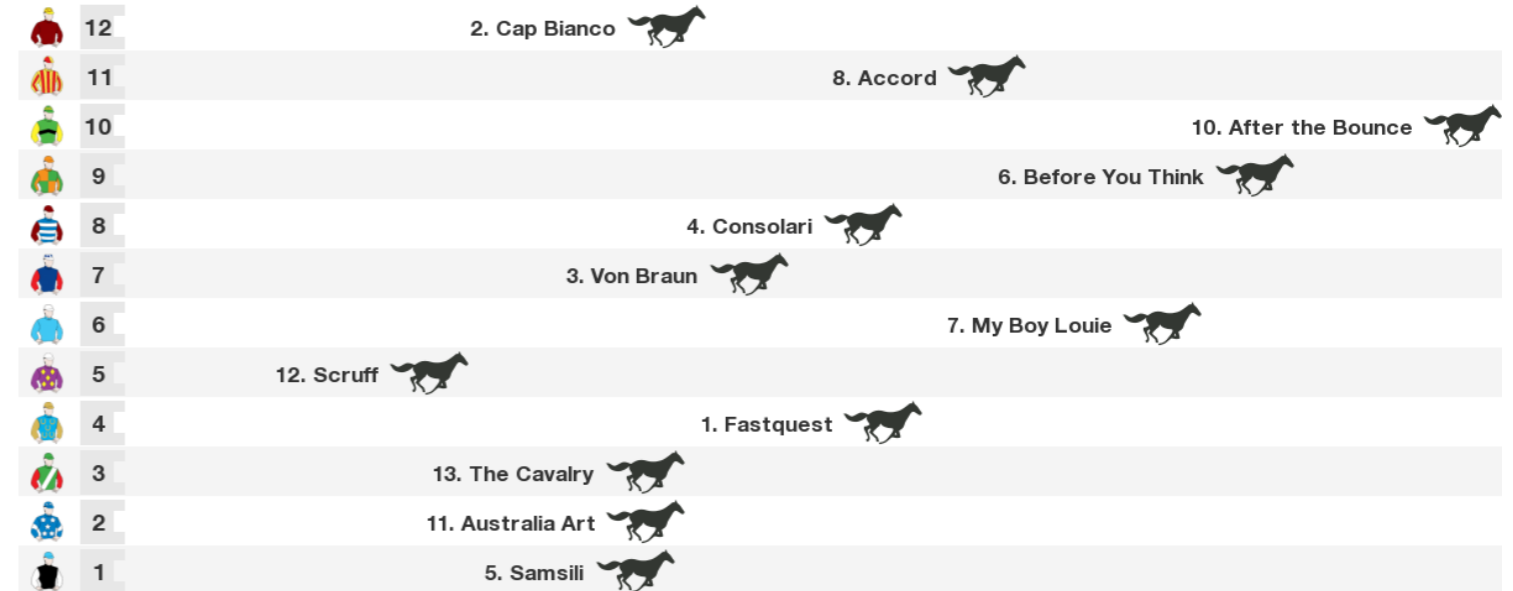 12 2. Cap Bianco
11 8. Accord
10 10. After the Bounce
9 6. Before You Think
8 4. Consolari
7 3. Von Braun
6 7. My Boy Louie
5 12. Scruff
4 1. Fastquest
3 13. The Cavalry
2 11. Australia Art
1 5. Samsili